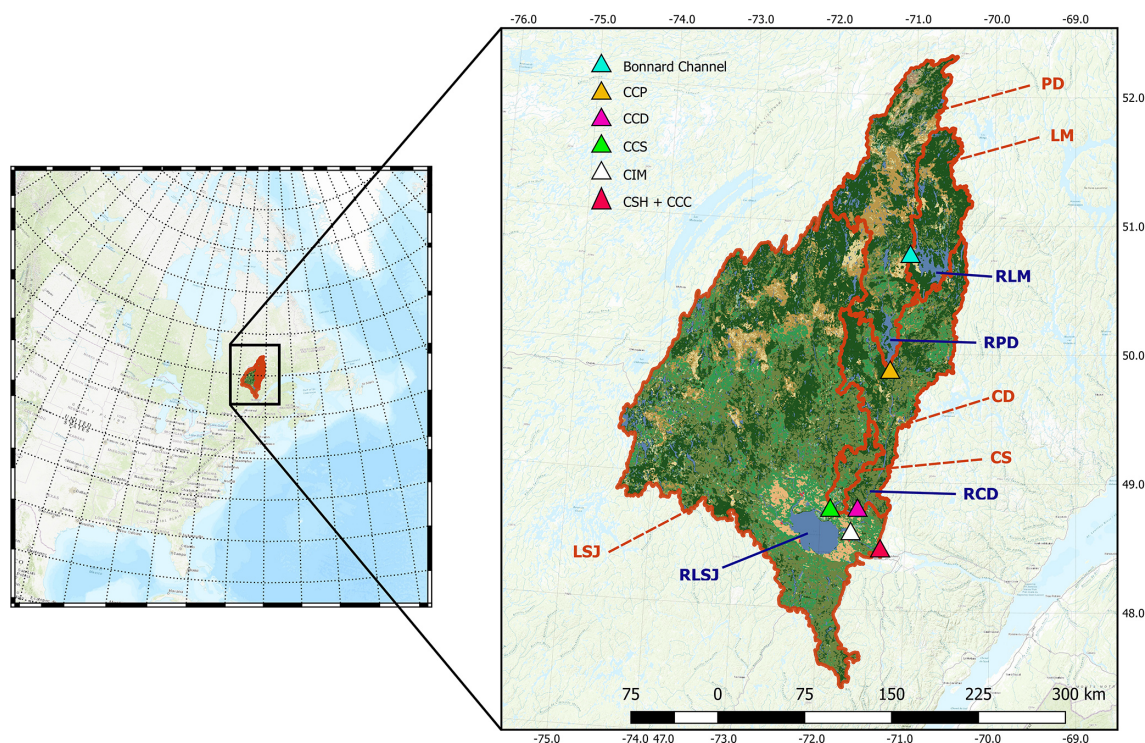 -76.0 -75.0 -74.0 -73.0 -72.0 -71.0 -70.0 -69.0
Bonnard Channel
CCP
CCD
CCS
CIM
CSH + CCC
PD
LM
RLM
RPD
CD
CS
RCD
LSJ
RLSJ
52.0
51.0
50.0
49.0
48.0
UNITED
STATES
75 0 75 150 225 300 km
-75.0 -74.0 47.0 -73.0 -72.0 -71.0 -70.0 -69.0